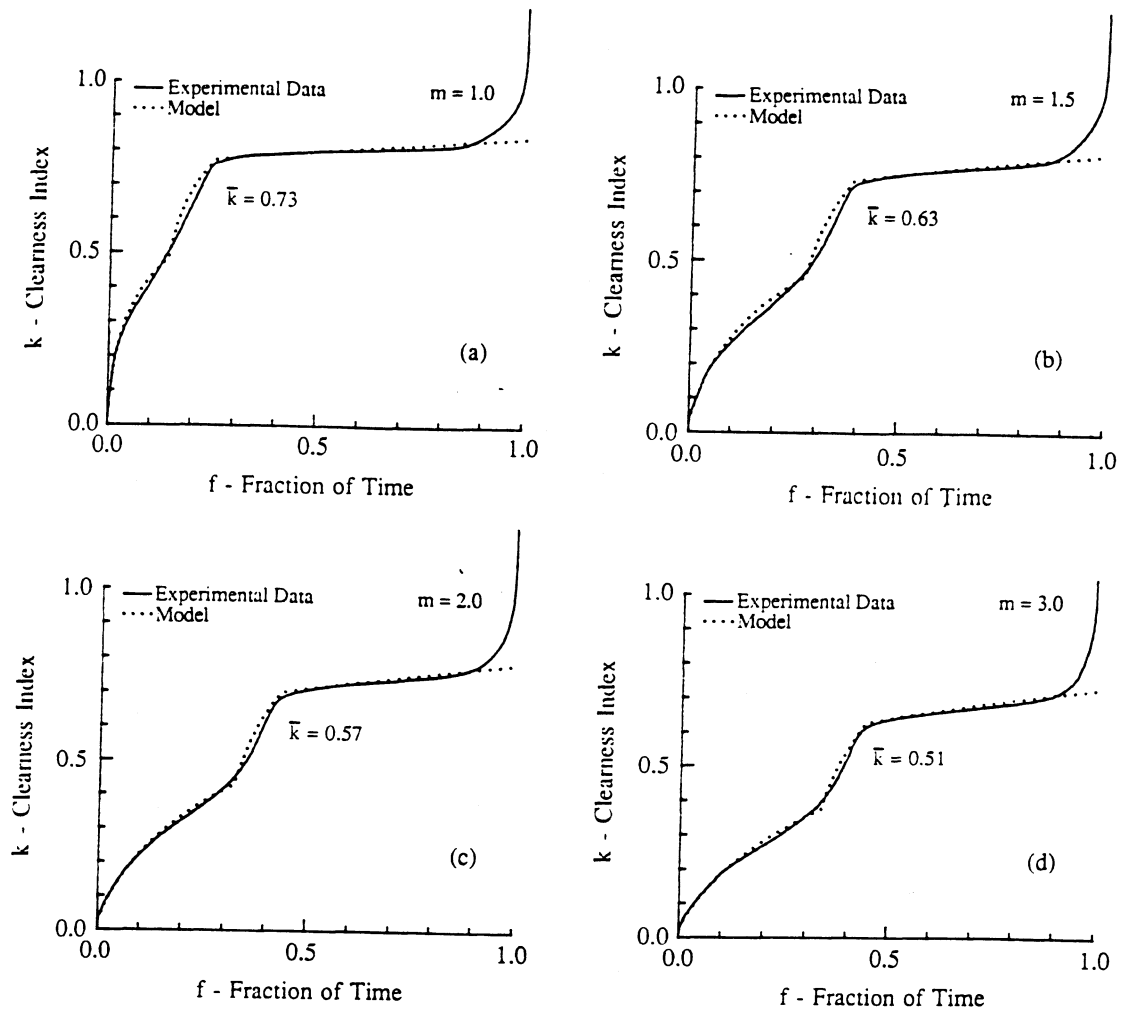 1.0
Experimental Data
Model
m = 1.0
k - Clearness Index
0.5
k̅ = 0.73
(a)
0.0
0.0
0.5
1.0
f - Fraction of Time
1.0
Experimental Data
Model
m = 1.5
k - Clearness Index
0.5
k̅ = 0.63
(b)
0.0
0.0
0.5
1.0
f - Fraction of Time
1.0
Experimental Data
Model
m = 2.0
k - Clearness Index
0.5
k̅ = 0.57
(c)
0.0
0.0
0.5
1.0
f - Fraction of Time
1.0
Experimental Data
Model
m = 3.0
k - Clearness Index
0.5
k̅ = 0.51
(d)
0.0
0.0
0.5
1.0
f - Fraction of Time